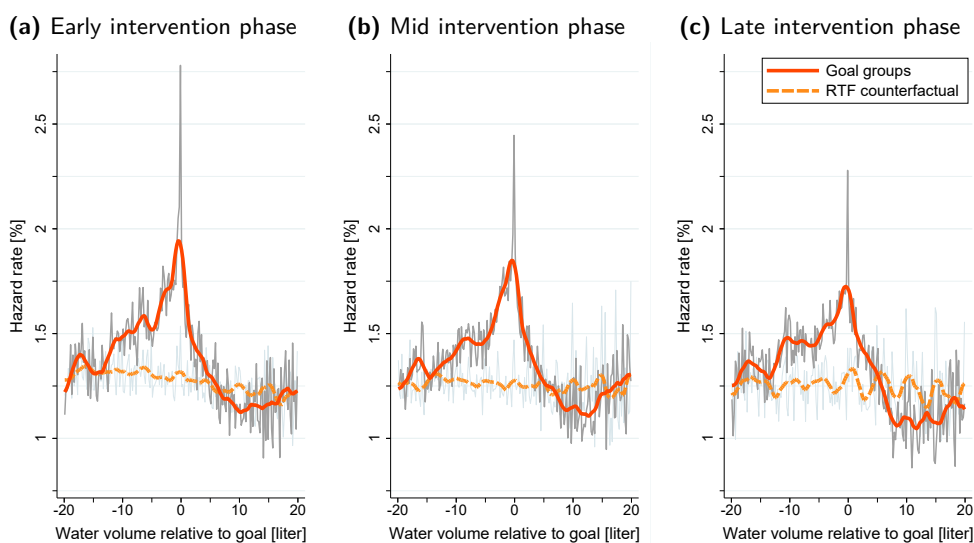 (a) Early intervention phase
(b) Mid intervention phase
(c) Late intervention phase
Goal groups
RTF counterfactual
Hazard rate [%]
2.5
2
1.5
1
-20 -10 0 10 20
Water volume relative to goal [liter]
Hazard rate [%]
2.5
2
1.5
1
-20 -10 0 10 20
Water volume relative to goal [liter]
Hazard rate [%]
2.5
2
1.5
1
-20 -10 0 10 20
Water volume relative to goal [liter]